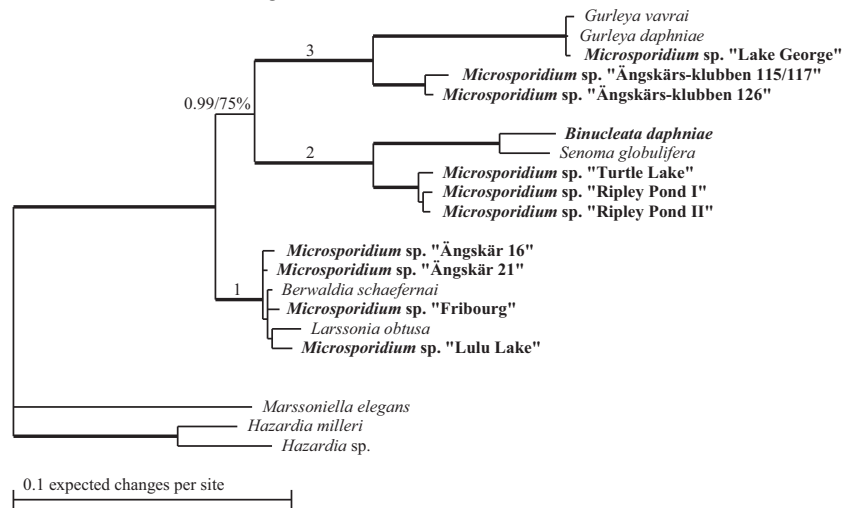 Gurleya vavrai
Gurleya daphniae
3
Microsporidium sp. "Lake George"
Microsporidium sp. "Ängskärs-klubben 115/117"
Microsporidium sp. "Ängskärs-klubben 126"
0.99/75%
Binucleata daphniae
2
Senoma globulifera
Microsporidium sp. "Turtle Lake"
Microsporidium sp. "Ripley Pond I"
Microsporidium sp. "Ripley Pond II"
Microsporidium sp. "Ängskär 16"
Microsporidium sp. "Ängskär 21"
1
Berwaldia schaefernai
Microsporidium sp. "Fribourg"
Larssonia obtusa
Microsporidium sp. "Lulu Lake"
Marssoniella elegans
Hazardia milleri
Hazardia sp.
0.1 expected changes per site